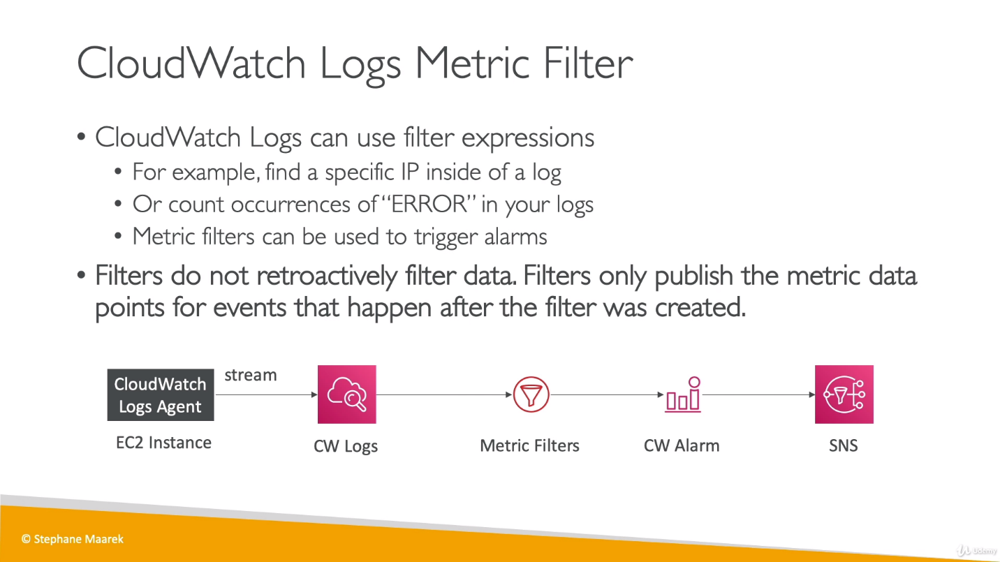 CloudWatch Logs Metric Filter
• CloudWatch Logs can use filter expressions
• For example, find a specific IP inside of a log
• Or count occurrences of “ERROR” in your logs
• Metric filters can be used to trigger alarms
• Filters do not retroactively filter data. Filters only publish the metric data
points for events that happen after the filter was created.
CloudWatch
Logs Agent
stream
EC2 Instance
CW Logs
Metric Filters
CW Alarm
SNS
© Stephane Maarek
Udemy